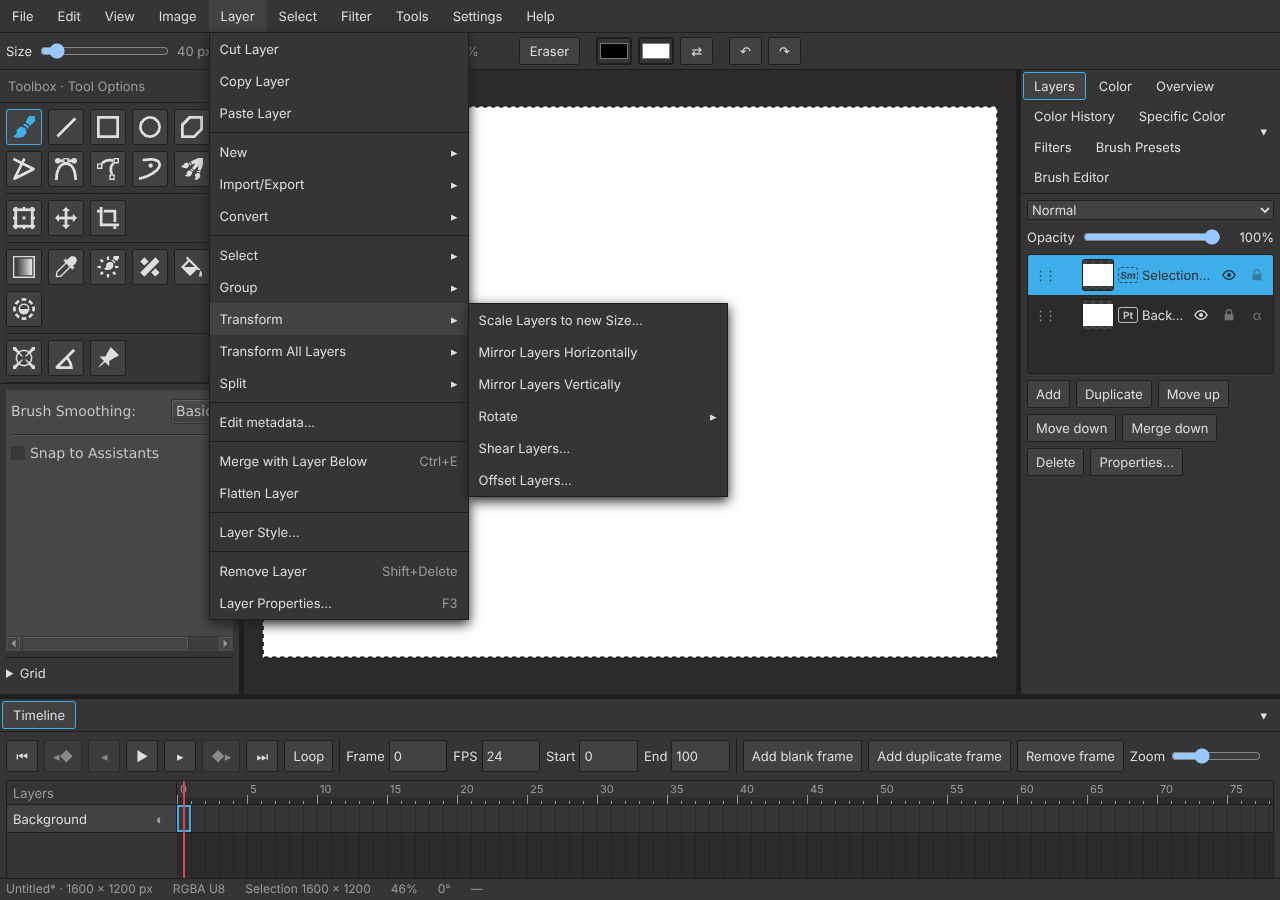 File Edit View Image Layer Select Filter Tools Settings Help
Size 40 px % Eraser
Toolbox · Tool Options
Cut Layer
Copy Layer
Paste Layer
New
Import/Export
Convert
Select
Group
Transform
Transform All Layers
Split
Edit metadata...
Merge with Layer Below Ctrl+E
Flatten Layer
Layer Style...
Remove Layer Shift+Delete
Layer Properties... F3
Scale Layers to new Size...
Mirror Layers Horizontally
Mirror Layers Vertically
Rotate
Shear Layers...
Offset Layers...
Brush Smoothing: Basic
Snap to Assistants
Grid
Layers Color Overview
Color History Specific Color
Filters Brush Presets
Brush Editor
Normal
Opacity 100%
Sm Selection...
Pt Back... α
Add Duplicate Move up
Move down Merge down
Delete Properties...
Timeline
Loop Frame 0 FPS 24 Start 0 End 100 Add blank frame Add duplicate frame Remove frame Zoom
Layers 0 5 10 15 20 25 30 35 40 45 50 55 60 65 70 75
Background
Untitled* · 1600 × 1200 px RGBA U8 Selection 1600 × 1200 46% 0° —